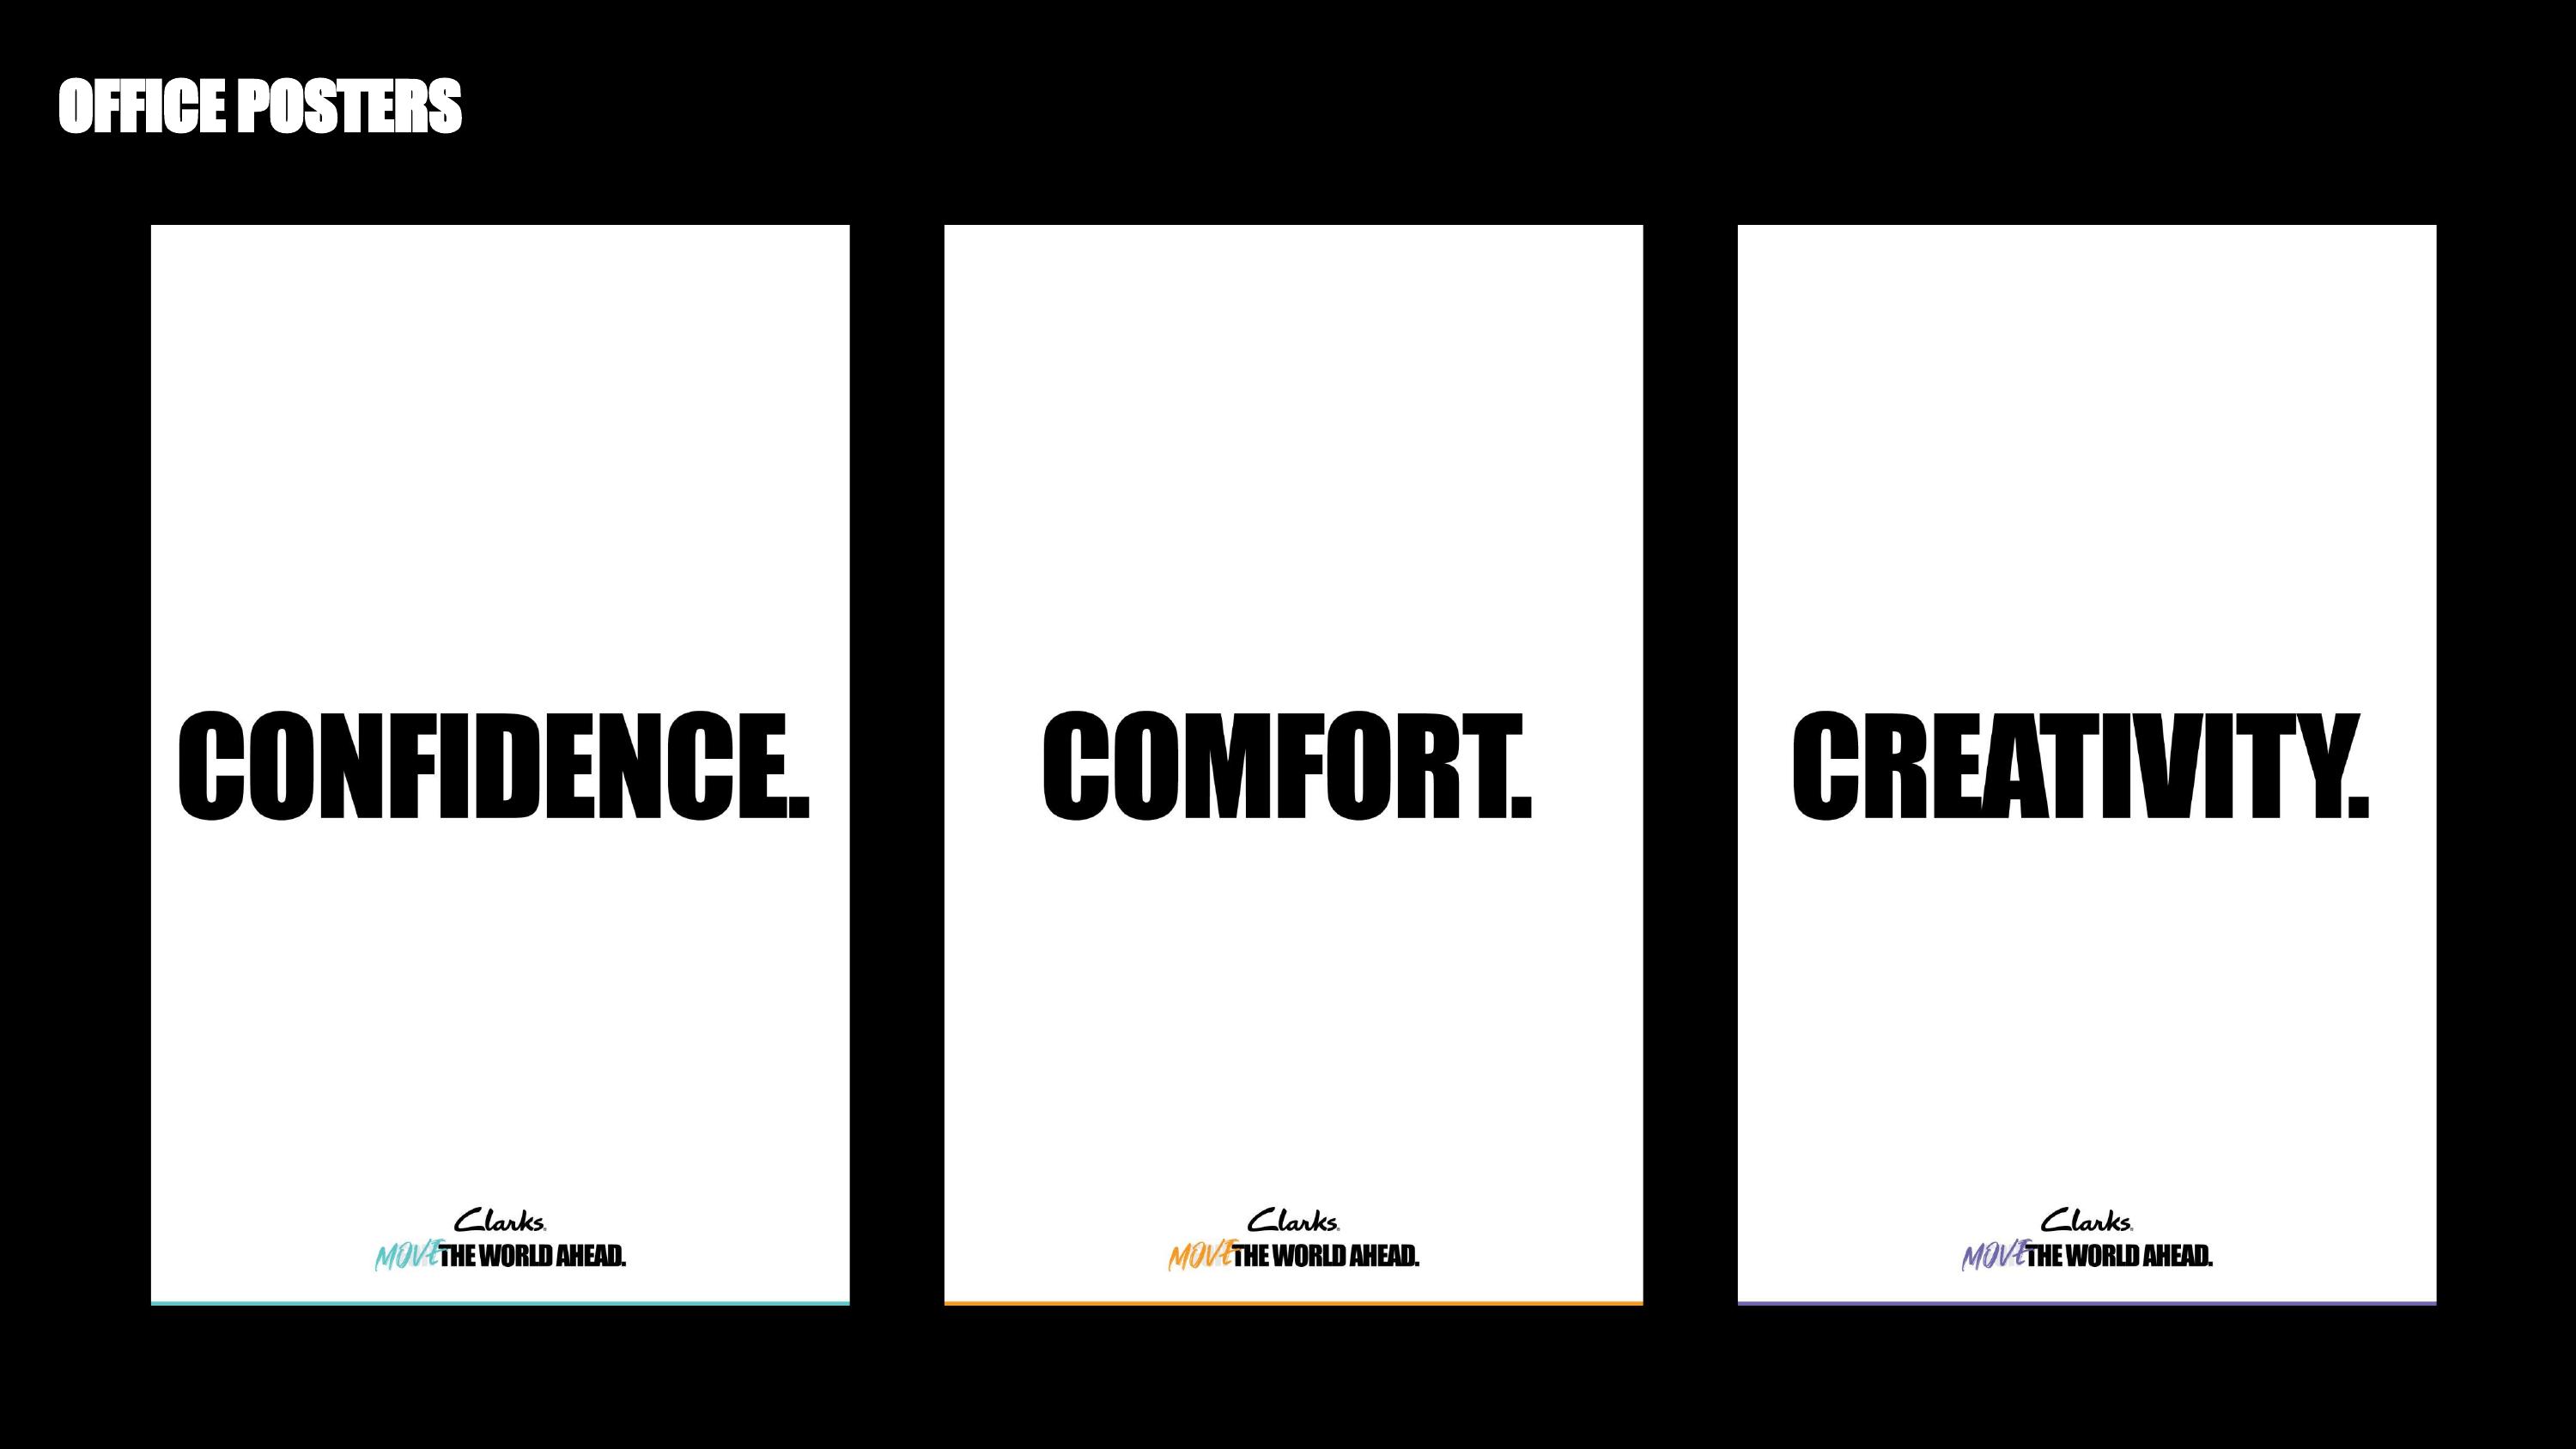 OFFICE POSTERS
CONFIDENCE.
Clarks.
MOVE THE WORLD AHEAD.
COMFORT.
Clarks.
MOVE THE WORLD AHEAD.
CREATIVITY.
Clarks.
MOVE THE WORLD AHEAD.